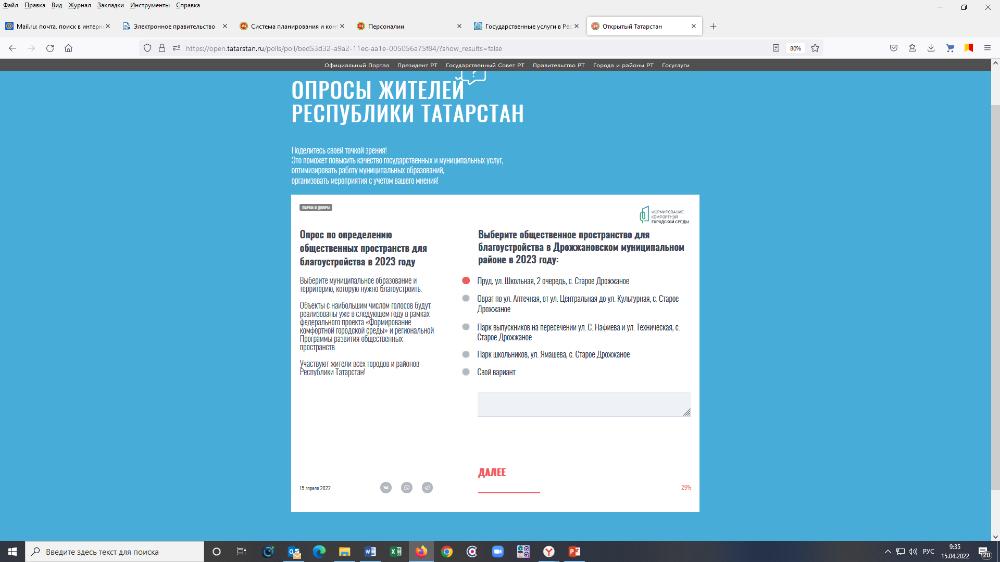 Файл Правка Вид Журнал Закладки Инструменты Справка
Mail.ru: почта, поиск в интерн
Электронное правительство
Система планирования и конт
Персоналии
Государственные услуги в Рес
Открытый Татарстан
https://open.tatarstan.ru/polls/poll/bed53d32-a9a2-11ec-aa1e-005056a75f84/?show_results=false
80%
Официальный Портал Президент РТ Государственный Совет РТ Правительство РТ Города и районы РТ Госуслуги
ОПРОСЫ ЖИТЕЛЕЙ
РЕСПУБЛИКИ ТАТАРСТАН
Поделитесь своей точкой зрения!
Это поможет повысить качество государственных и муниципальных услуг,
оптимизировать работу муниципальных образований,
организовать мероприятия с учетом вашего мнения!
ПАРКИ И ДВОРЫ
ФОРМИРОВАНИЕ
КОМФОРТНОЙ
ГОРОДСКОЙ СРЕДЫ
Опрос по определению
общественных пространств для
благоустройства в 2023 году
Выберите муниципальное образование и
территорию, которую нужно благоустроить.
Объекты с наибольшим числом голосов будут
реализованы уже в следующем году в рамках
федерального проекта «Формирование
комфортной городской среды» и региональной
Программы развития общественных
пространств.
Участвуют жители всех городов и районов
Республики Татарстан!
15 апреля 2022
Выберите общественное пространство для
благоустройства в Дрожжановском муниципальном
районе в 2023 году:
Пруд, ул. Школьная, 2 очередь, с. Старое Дрожжаное
Овраг по ул. Аптечная, от ул. Центральная до ул. Культурная, с. Старое
Дрожжаное
Парк выпускников на пересечении ул. С. Нафиева и ул. Техническая, с.
Старое Дрожжаное
Парк школьников, ул. Ямашева, с. Старое Дрожжаное
Свой вариант
ДАЛЕЕ
29%
Введите здесь текст для поиска
РУС
9:35
15.04.2022
20